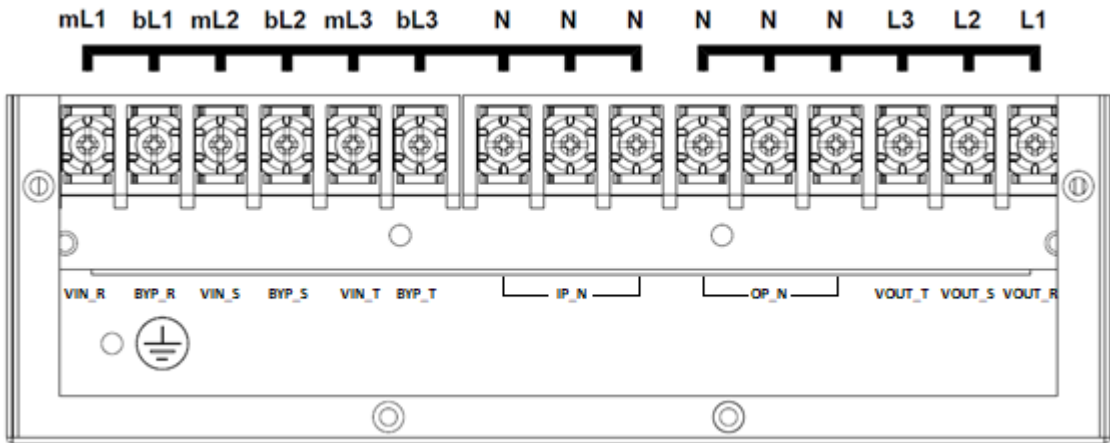 mL1 bL1 mL2 bL2 mL3 bL3 N N N N N N L3 L2 L1
VIN_R BYP_R VIN_S BYP_S VIN_T BYP_T IP_N OP_N VOUT_T VOUT_S VOUT_R